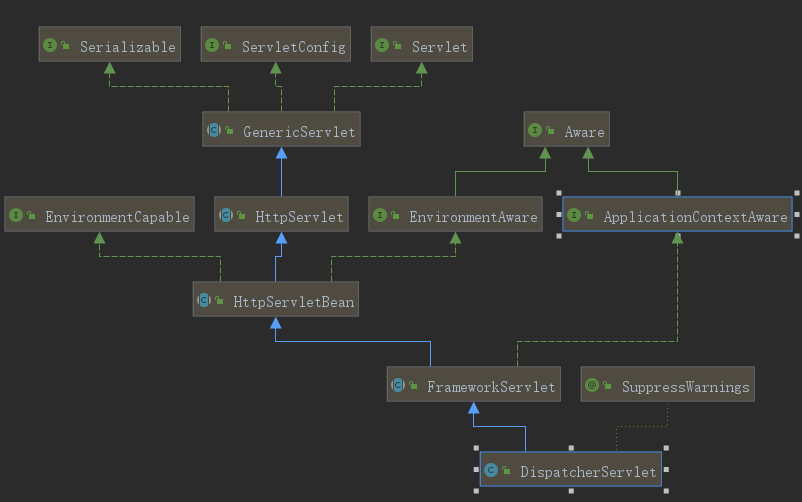 Serializable
ServletConfig
Servlet
GenericServlet
Aware
EnvironmentCapable
HttpServlet
EnvironmentAware
ApplicationContextAware
HttpServletBean
FrameworkServlet
SuppressWarnings
DispatcherServlet